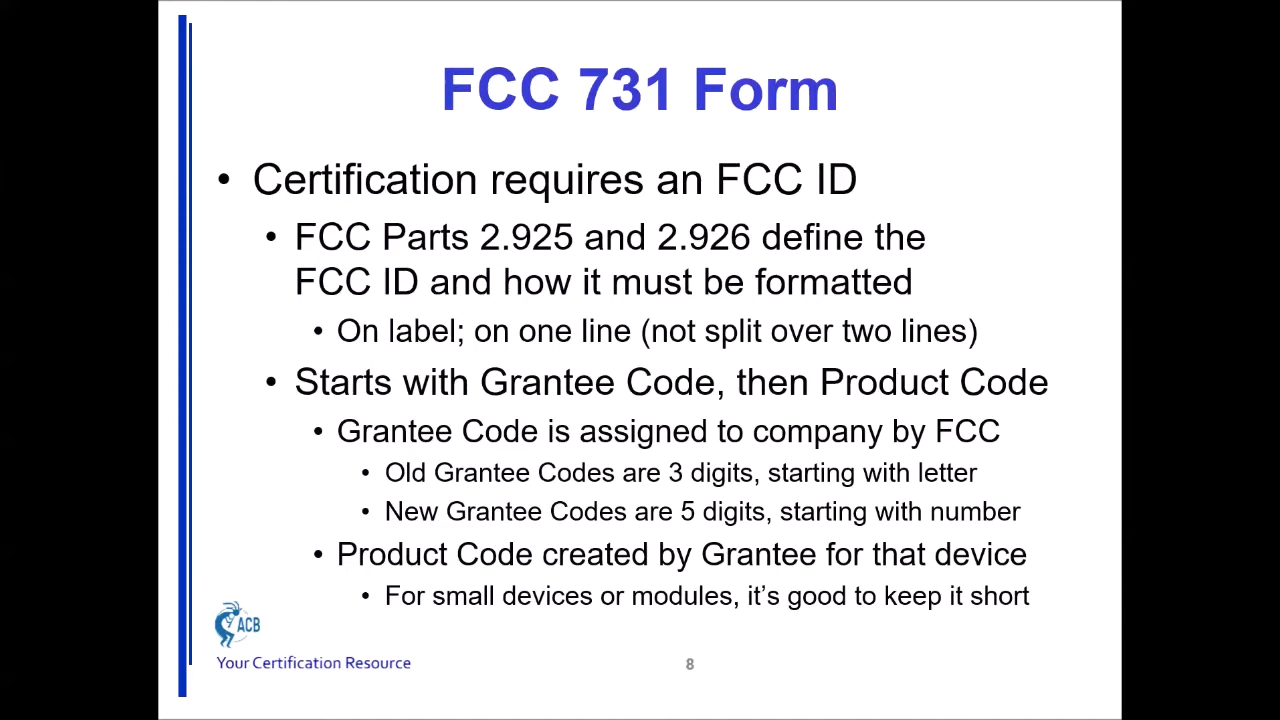 FCC 731 Form
• Certification requires an FCC ID
• FCC Parts 2.925 and 2.926 define the
FCC ID and how it must be formatted
• On label; on one line (not split over two lines)
• Starts with Grantee Code, then Product Code
• Grantee Code is assigned to company by FCC
• Old Grantee Codes are 3 digits, starting with letter
• New Grantee Codes are 5 digits, starting with number
• Product Code created by Grantee for that device
• For small devices or modules, it's good to keep it short
ACB
Your Certification Resource
8